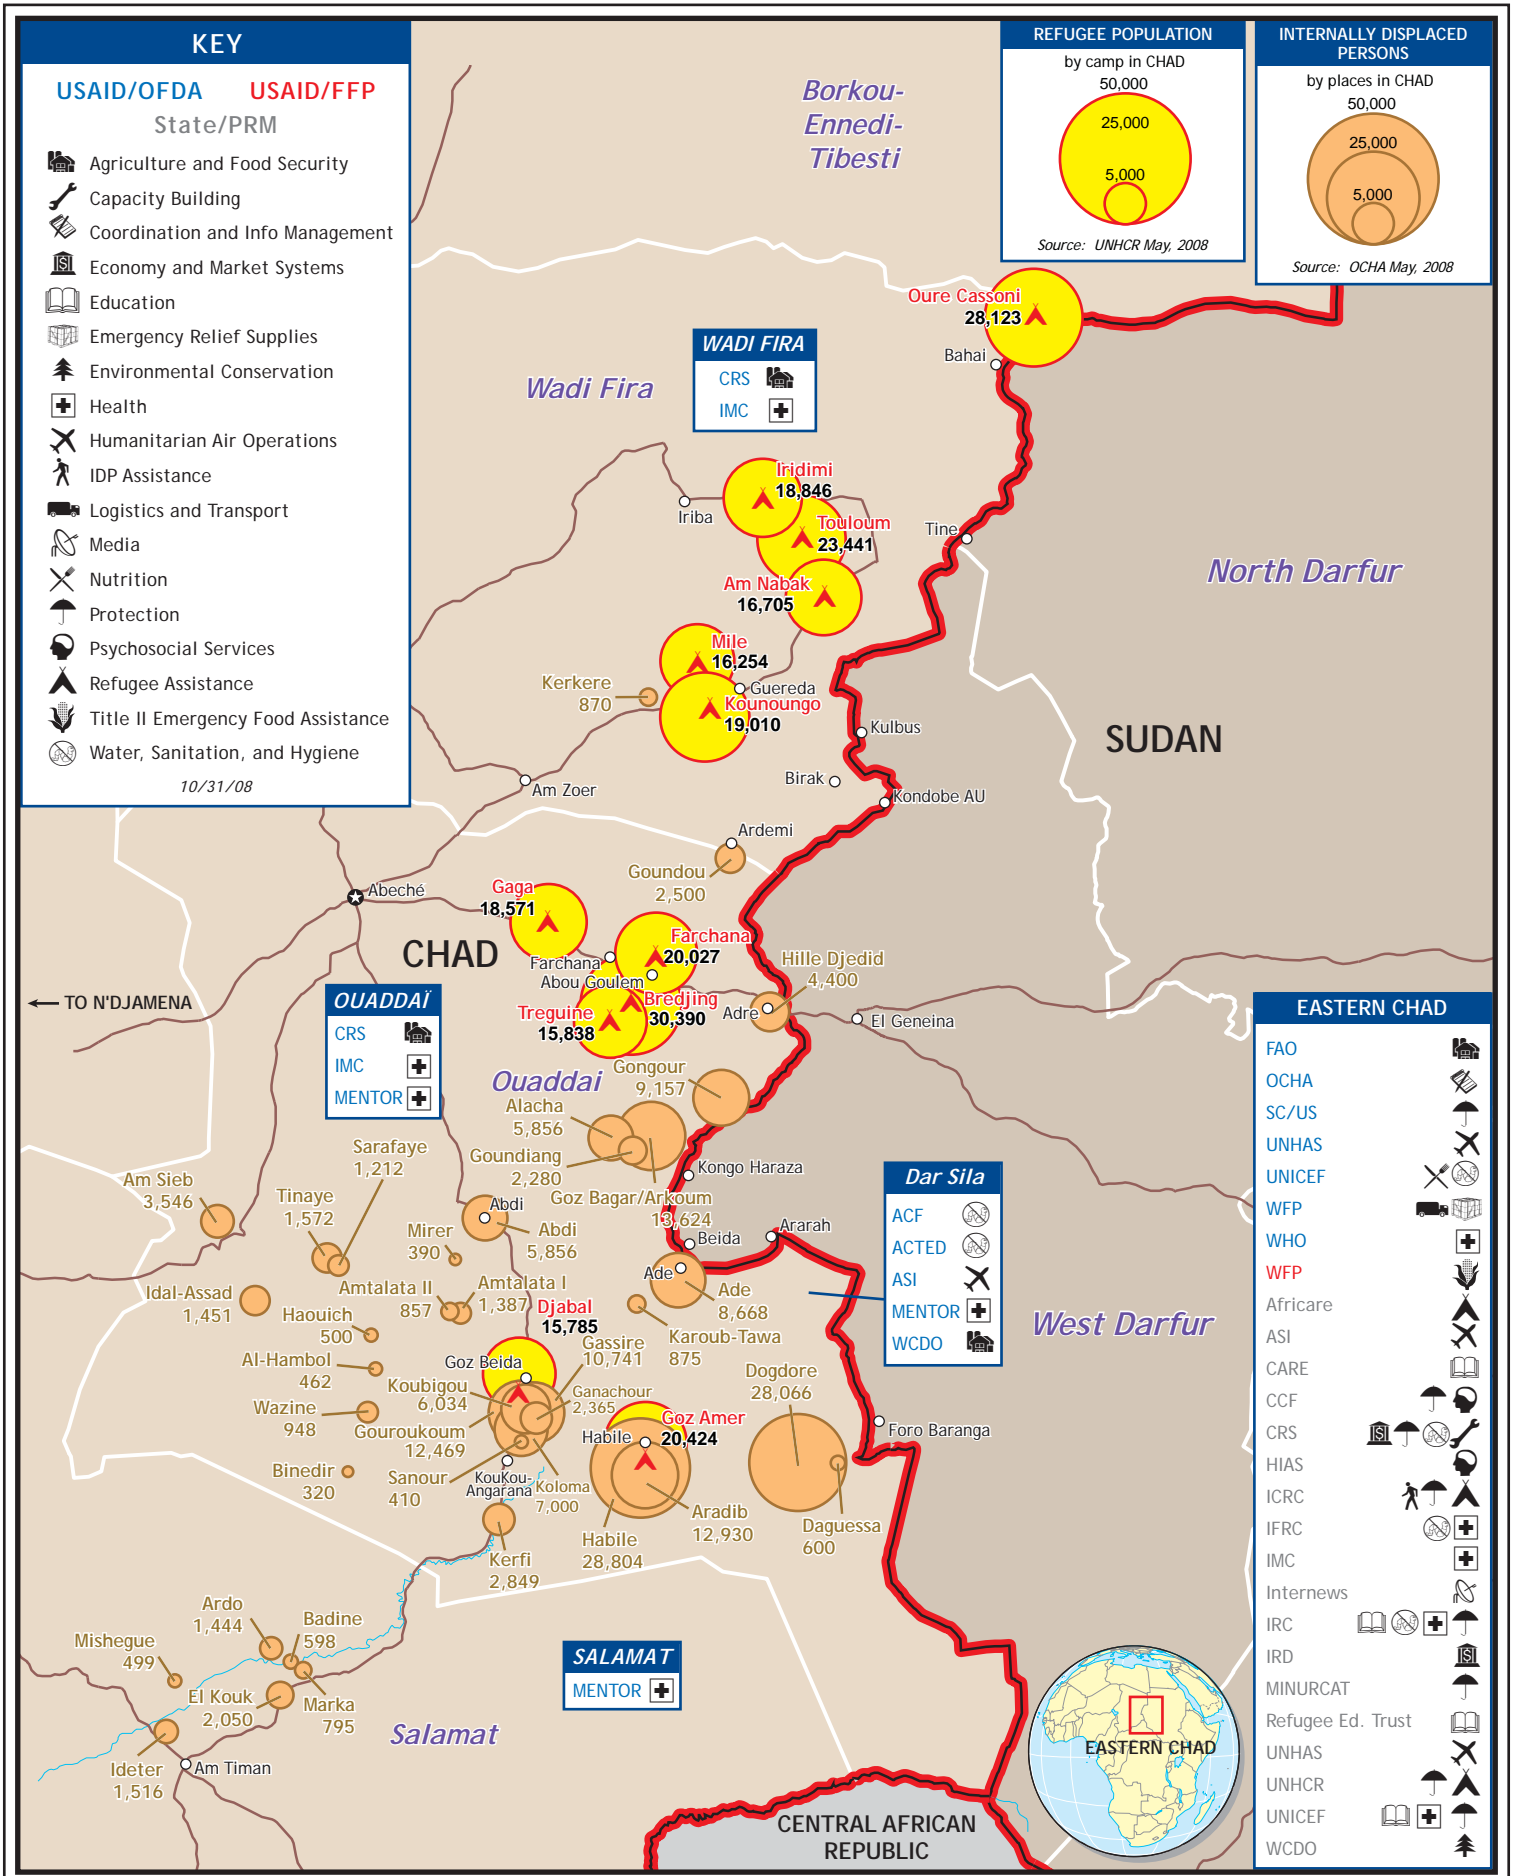 KEY
USAID/OFDA USAID/FFP
State/PRM
Agriculture and Food Security
Capacity Building
Coordination and Info Management
Economy and Market Systems
Education
Emergency Relief Supplies
Environmental Conservation
Health
Humanitarian Air Operations
IDP Assistance
Logistics and Transport
Media
Nutrition
Protection
Psychosocial Services
Refugee Assistance
Title II Emergency Food Assistance
Water, Sanitation, and Hygiene
10/31/08
REFUGEE POPULATION
by camp in CHAD
50,000
25,000
5,000
Source: UNHCR May, 2008
INTERNALLY DISPLACED
PERSONS
by places in CHAD
50,000
25,000
5,000
Source: OCHA May, 2008
Borkou-
Ennedi-
Tibesti
Oure Cassoni
28,123
Bahai
WADI FIRA
CRS
IMC
Wadi Fira
Iridimi
18,846
Iriba
Touloum
23,441
Tine
Am Nabak
16,705
North Darfur
Mile
16,254
Kerkere
870
Guereda
Kounoungo
19,010
Kulbus
SUDAN
Birak
Am Zoer
Kondobe AU
Ardemi
Goundou
2,500
Abeché
Gaga
18,571
CHAD
Farchana
20,027
Farchana
Abou Goulem
Hille Djedid
4,400
TO N'DJAMENA
Bredjing
30,390
Treguine
15,838
Adre
El Geneina
OUADDAÏ
CRS
IMC
MENTOR
Ouaddai
Gongour
9,157
Alacha
5,856
Goundiang
2,280
Goz Bagar/Arkoum
13,624
Kongo Haraza
Sarafaye
1,212
Am Sieb
3,546
Tinaye
1,572
Mirer
390
Abdi
Abdi
5,856
Beida
Ararah
Ade
Ade
8,668
Dar Sila
ACF
ACTED
ASI
MENTOR
WCDO
Idal-Assad
1,451
Amtalata II
857
Amtalata I
1,387
Haouich
500
Djabal
15,785
Karoub-Tawa
875
West Darfur
Al-Hambol
462
Goz Beida
Gassire
10,741
Koubigou
6,034
Ganachour
2,365
Dogdore
28,066
Wazine
948
Gouroukoum
12,469
Goz Amer
20,424
Habile
Foro Baranga
Binedir
320
Sanour
410
KouKou-
Angarana
Koloma
7,000
Aradib
12,930
Habile
28,804
Daguessa
600
Kerfi
2,849
Ardo
1,444
Badine
598
Mishegue
499
El Kouk
2,050
Marka
795
Ideter
1,516
Am Timan
Salamat
SALAMAT
MENTOR
CENTRAL AFRICAN
REPUBLIC
EASTERN CHAD
EASTERN CHAD
FAO
OCHA
SC/US
UNHAS
UNICEF
WFP
WHO
WFP
Africare
ASI
CARE
CCF
CRS
HIAS
ICRC
IFRC
IMC
Internews
IRC
IRD
MINURCAT
Refugee Ed. Trust
UNHAS
UNHCR
UNICEF
WCDO